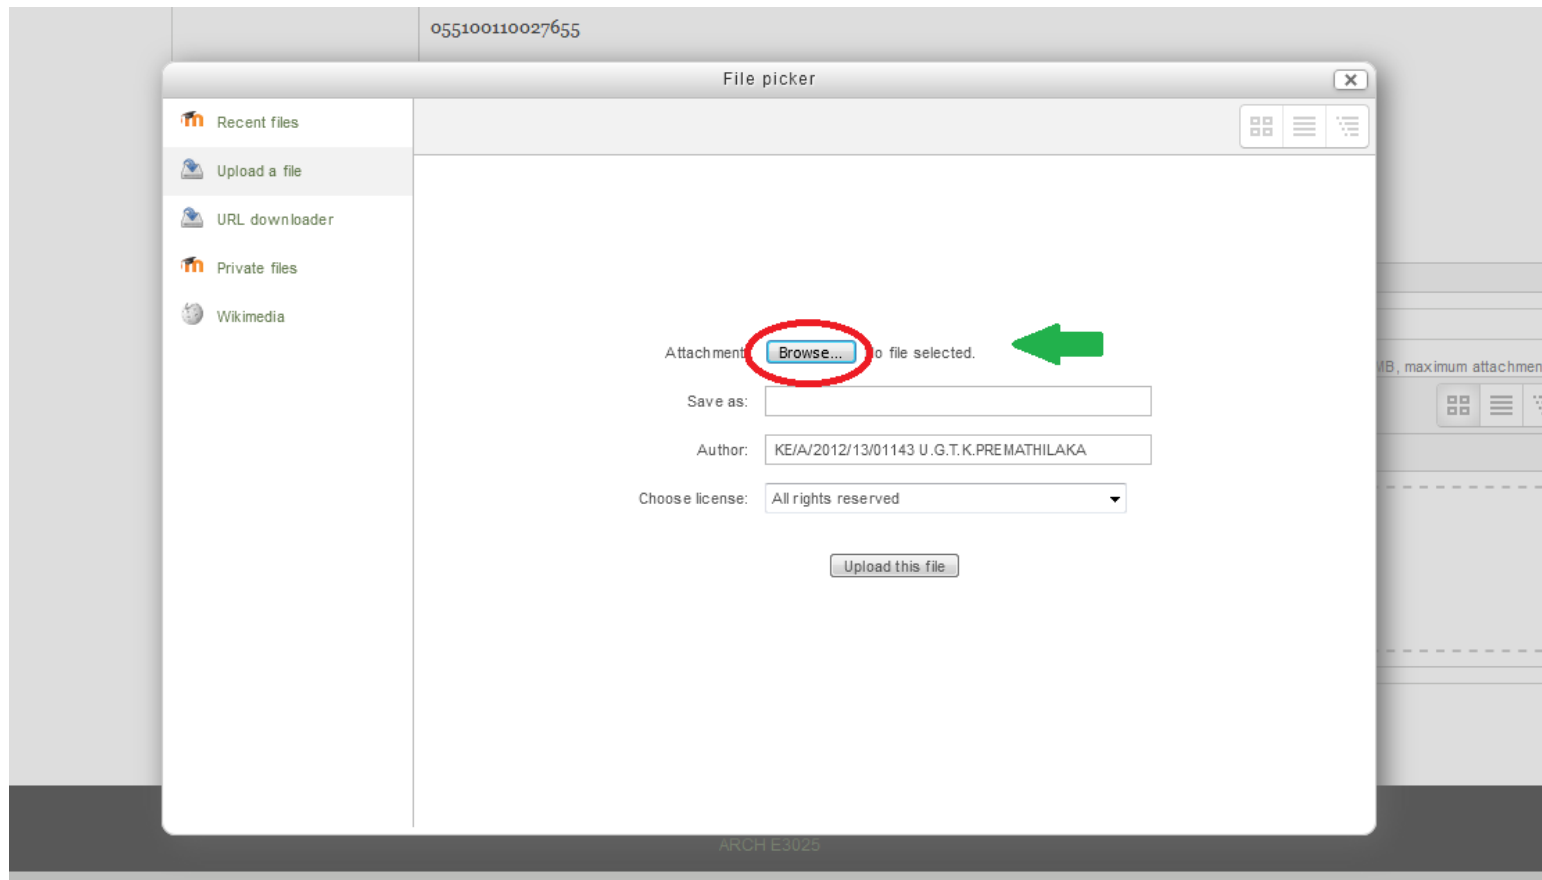 055100110027655
File picker
Recent files
Upload a file
URL downloader
Private files
Wikimedia
Attachment
Browse...
file selected.
MB, maximum attachmen
Save as:
Author:
KE/A/2012/13/01143 U.G.T.K.PREMATHILAKA
Choose license:
All rights reserved
Upload this file
ARCH E3025